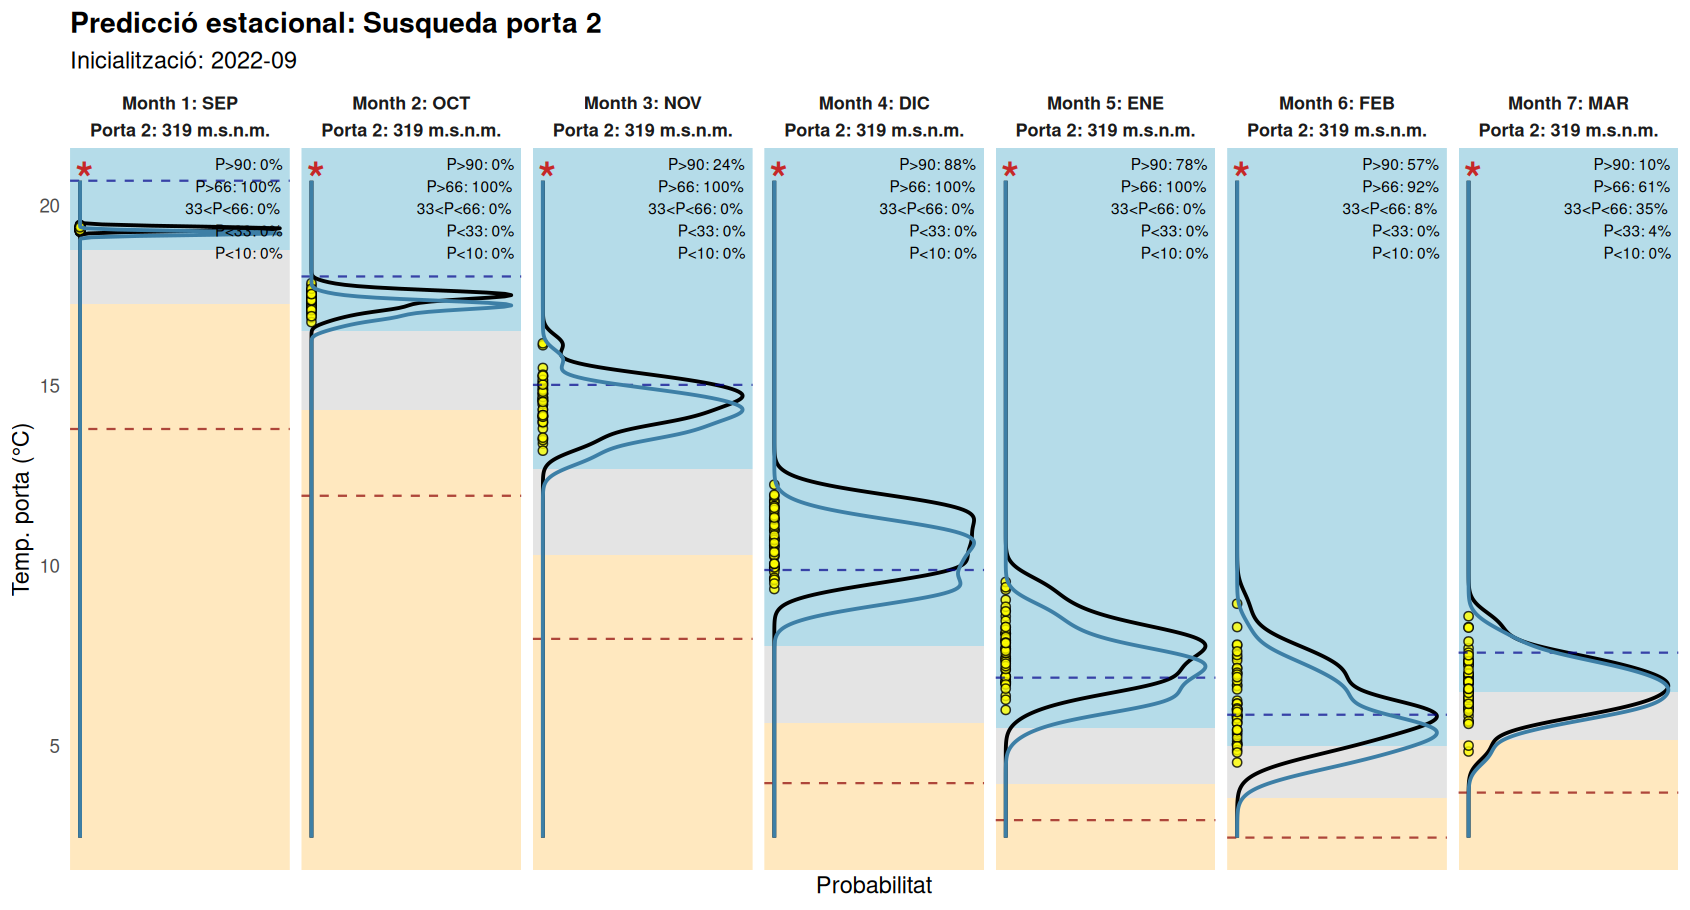 Predicció estacional: Susqueda porta 2
Inicialització: 2022-09
Month 1: SEP
Porta 2: 319 m.s.n.m.
Month 2: OCT
Porta 2: 319 m.s.n.m.
Month 3: NOV
Porta 2: 319 m.s.n.m.
Month 4: DIC
Porta 2: 319 m.s.n.m.
Month 5: ENE
Porta 2: 319 m.s.n.m.
Month 6: FEB
Porta 2: 319 m.s.n.m.
Month 7: MAR
Porta 2: 319 m.s.n.m.
*
P>90: 0%
P>66: 100%
33<P<66: 0%
P<33: 0%
P<10: 0%
*
P>90: 0%
P>66: 100%
33<P<66: 0%
P<33: 0%
P<10: 0%
*
P>90: 24%
P>66: 100%
33<P<66: 0%
P<33: 0%
P<10: 0%
*
P>90: 88%
P>66: 100%
33<P<66: 0%
P<33: 0%
P<10: 0%
*
P>90: 78%
P>66: 100%
33<P<66: 0%
P<33: 0%
P<10: 0%
*
P>90: 57%
P>66: 92%
33<P<66: 8%
P<33: 0%
P<10: 0%
*
P>90: 10%
P>66: 61%
33<P<66: 35%
P<33: 4%
P<10: 0%
20
15
10
5
Temp. porta (°C)
Probabilitat